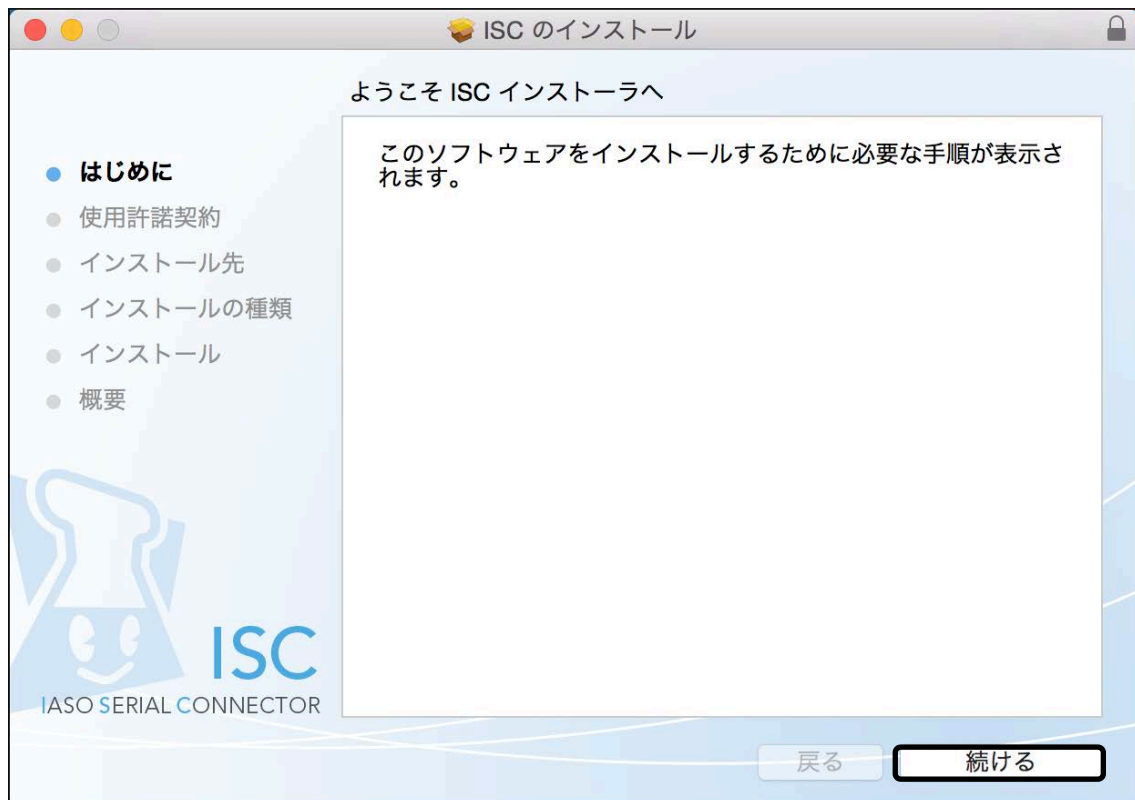 ISC のインストール
ようこそ ISC インストーラへ
はじめに
使用許諾契約
インストール先
インストールの種類
インストール
概要
このソフトウェアをインストールするために必要な手順が表示さ
れます。
ISC
IASO SERIAL CONNECTOR
戻る
続ける